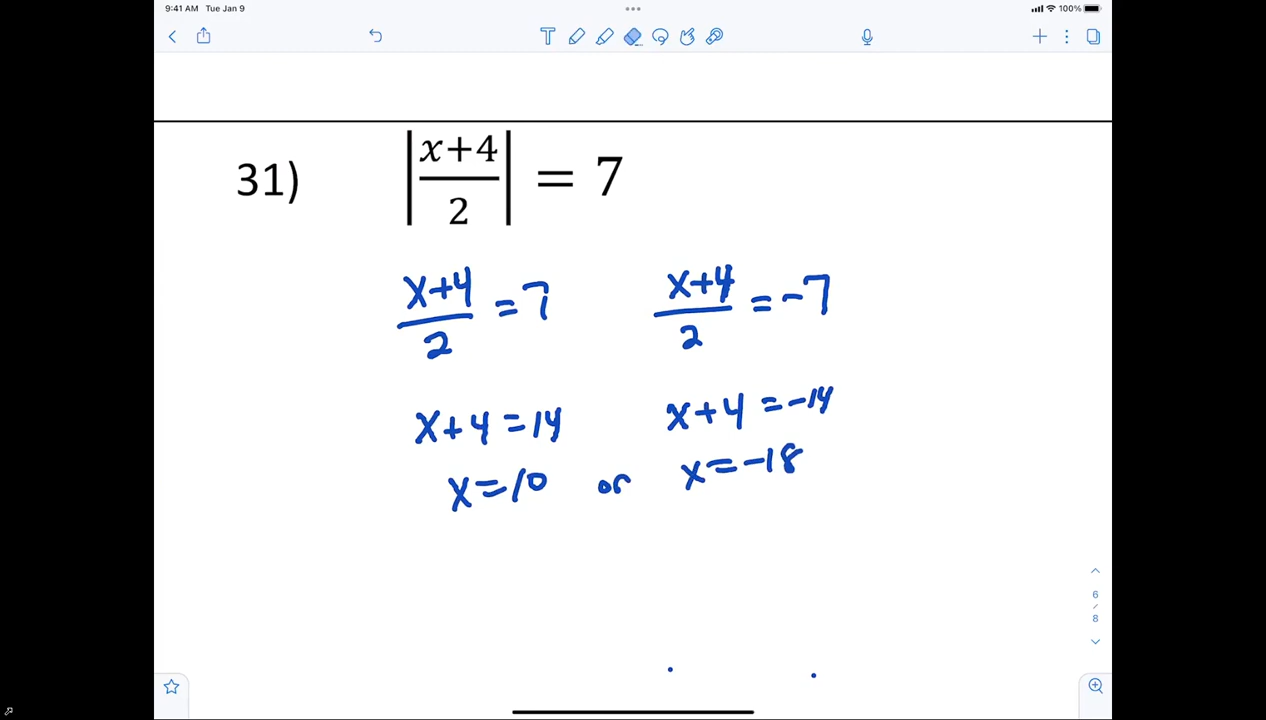 9:41 AM Tue Jan 9
100%
31) |x+4/2| = 7
x+4/2 = 7 x+4/2 = -7
x+4 = 14 x+4 = -14
x = 10 or x = -18
6
/
8